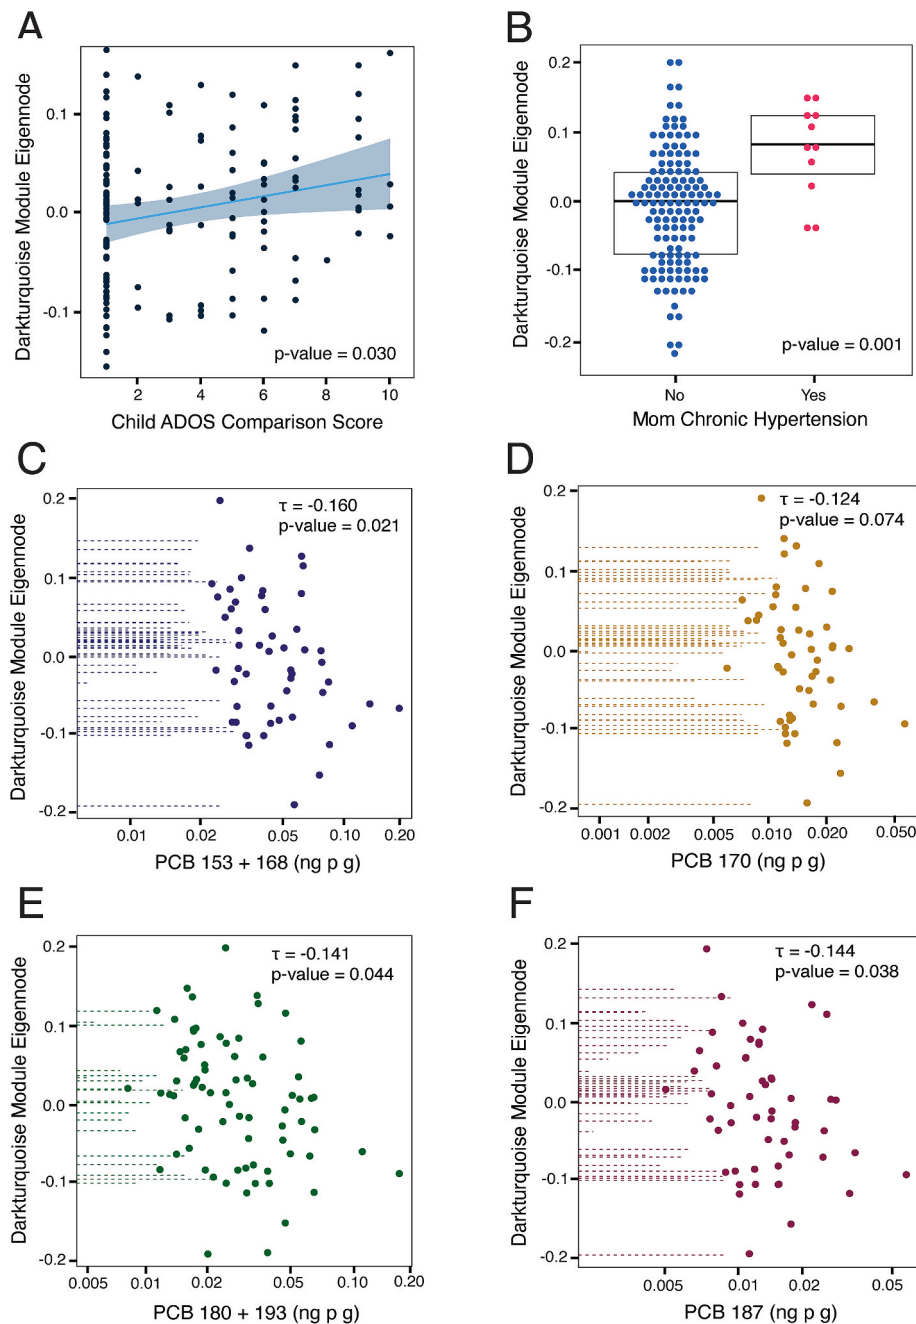 A
Darkturquoise Module Eigennode
0.1
0.0
-0.1
p-value = 0.030
2
4
6
8
10
Child ADOS Comparison Score
B
Darkturquoise Module Eigennode
0.2
0.1
0.0
-0.1
-0.2
p-value = 0.001
No
Yes
Mom Chronic Hypertension
C
Darkturquoise Module Eigennode
0.2
0.1
0.0
-0.1
-0.2
τ = -0.160
p-value = 0.021
0.01
0.02
0.05
0.10
0.20
PCB 153 + 168 (ng p g)
D
Darkturquoise Module Eigennode
0.2
0.1
0.0
-0.1
-0.2
τ = -0.124
p-value = 0.074
0.001
0.002
0.005
0.010
0.020
0.050
PCB 170 (ng p g)
E
Darkturquoise Module Eigennode
0.2
0.1
0.0
-0.1
-0.2
τ = -0.141
p-value = 0.044
0.005
0.01
0.02
0.05
0.10
0.20
PCB 180 + 193 (ng p g)
F
Darkturquoise Module Eigennode
0.2
0.1
0.0
-0.1
-0.2
τ = -0.144
p-value = 0.038
0.005
0.01
0.02
0.05
PCB 187 (ng p g)